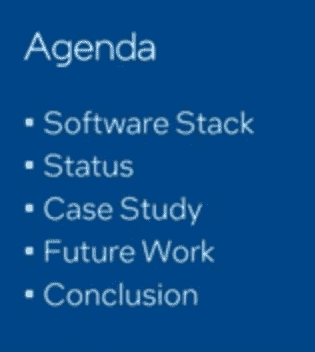 Agenda
▪ Software Stack
▪ Status
▪ Case Study
▪ Future Work
▪ Conclusion